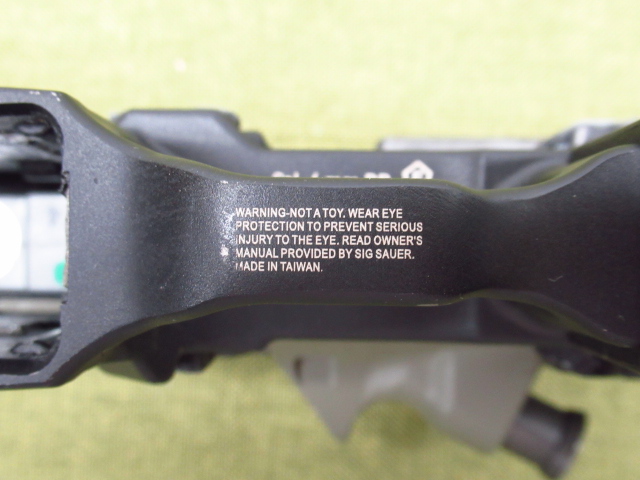 WARNING-NOT A TOY. WEAR EYE
PROTECTION TO PREVENT SERIOUS
INJURY TO THE EYE. READ OWNER'S
MANUAL PROVIDED BY SIG SAUER.
MADE IN TAIWAN.